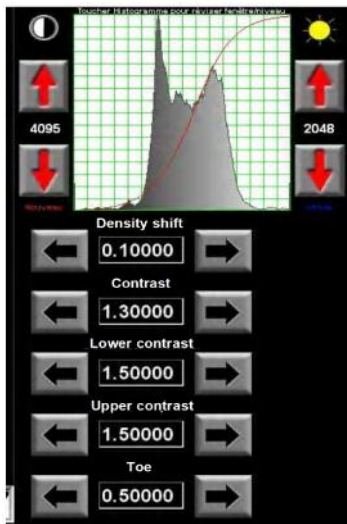 Toucher Histogramme pour réviser fenêtre/niveau
4095
2048
Nouveau
Density shift
0.10000
Contrast
1.30000
Lower contrast
1.50000
Upper contrast
1.50000
Toe
0.50000